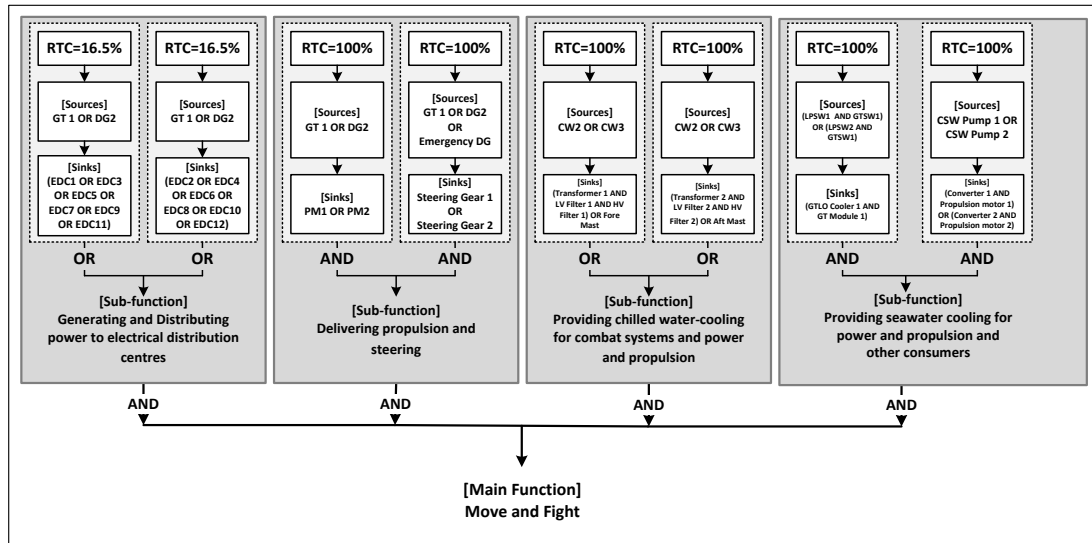 RTC=16.5%
[Sources]
GT 1 OR DG2
[Sinks]
(EDC1 OR EDC3
OR EDC5 OR
EDC7 OR EDC9
OR EDC11)
OR
RTC=16.5%
[Sources]
GT 1 OR DG2
[Sinks]
(EDC2 OR EDC4
OR EDC6 OR
EDC8 OR EDC10
OR EDC12)
OR
[Sub-function]
Generating and Distributing
power to electrical distribution
centres
AND
RTC=100%
[Sources]
GT 1 OR DG2
[Sinks]
PM1 OR PM2
AND
RTC=100%
[Sources]
GT 1 OR DG2
OR
Emergency DG
[Sinks]
Steering Gear 1
OR
Steering Gear 2
AND
[Sub-function]
Delivering propulsion and
steering
AND
RTC=100%
[Sources]
CW2 OR CW3
[Sinks]
(Transformer 1 AND
LV Filter 1 AND HV
Filter 1) OR Fore
Mast
OR
RTC=100%
[Sources]
CW2 OR CW3
[Sinks]
(Transformer 2 AND
LV Filter 2 AND HV
Filter 2) OR Aft Mast
OR
[Sub-function]
Providing chilled water-cooling
for combat systems and power
and propulsion
AND
RTC=100%
[Sources]
(LPSW1 AND GTSW1)
OR (LPSW2 AND
GTSW1)
[Sinks]
(GTLO Cooler 1 AND
GT Module 1)
AND
RTC=100%
[Sources]
CSW Pump 1 OR
CSW Pump 2
[Sinks]
(Converter 1 AND
Propulsion motor 1)
OR (Converter 2 AND
Propulsion motor 2)
AND
[Sub-function]
Providing seawater cooling for
power and propulsion and
other consumers
AND
[Main Function]
Move and Fight